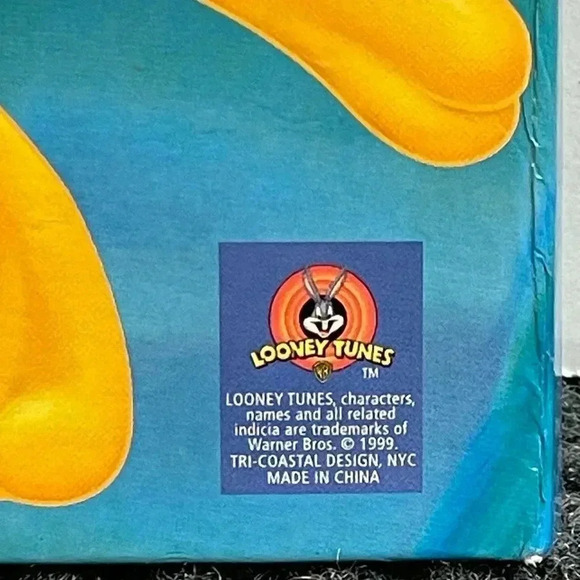 LOONEY TUNES
WB
TM
LOONEY TUNES, characters,
names and all related
indicia are trademarks of
Warner Bros. © 1999.
TRI-COASTAL DESIGN, NYC
MADE IN CHINA